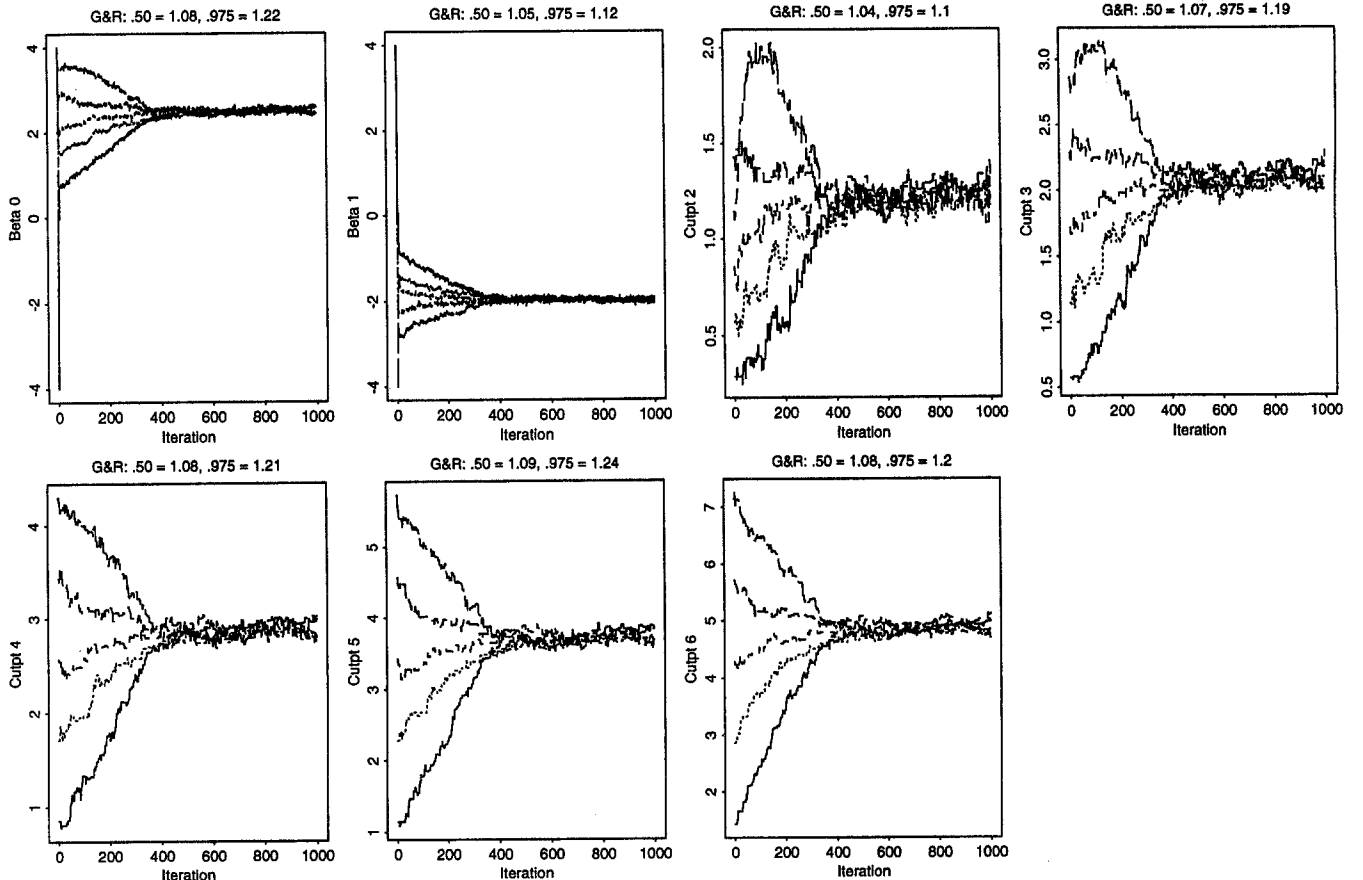 G&R: .50 = 1.08, .975 = 1.22
Beta 0
4
2
0
-2
-4
0 200 400 600 800 1000
Iteration
G&R: .50 = 1.05, .975 = 1.12
Beta 1
4
2
0
-2
-4
0 200 400 600 800 1000
Iteration
G&R: .50 = 1.04, .975 = 1.1
Cutpt 2
2.0
1.5
1.0
0.5
0 200 400 600 800 1000
Iteration
G&R: .50 = 1.07, .975 = 1.19
Cutpt 3
3.0
2.5
2.0
1.5
1.0
0.5
0 200 400 600 800 1000
Iteration
G&R: .50 = 1.08, .975 = 1.21
Cutpt 4
4
3
2
1
0 200 400 600 800 1000
Iteration
G&R: .50 = 1.09, .975 = 1.24
Cutpt 5
5
4
3
2
1
0 200 400 600 800 1000
Iteration
G&R: .50 = 1.08, .975 = 1.2
Cutpt 6
7
6
5
4
3
2
0 200 400 600 800 1000
Iteration